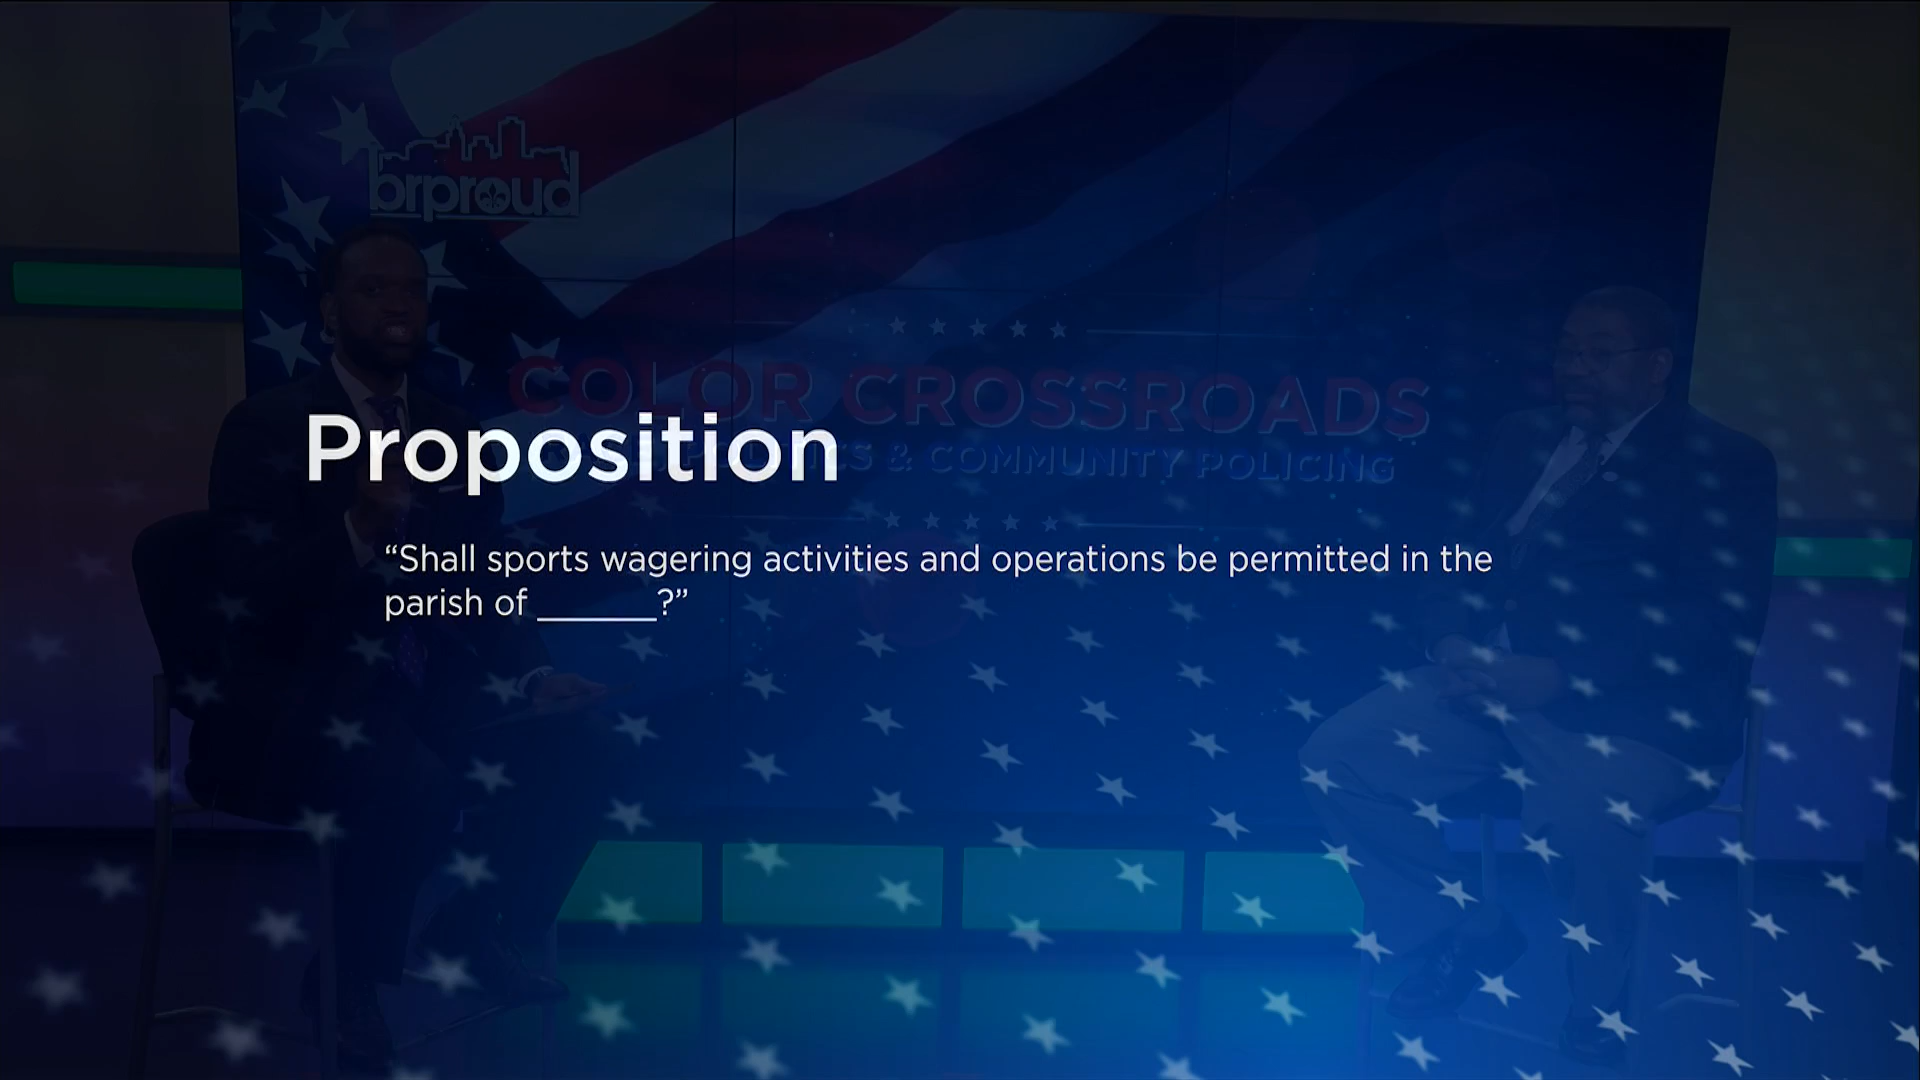 brproud
COLOR CROSSROADS
POLITICS & COMMUNITY POLICING
Proposition
“Shall sports wagering activities and operations be permitted in the
parish of ______?”